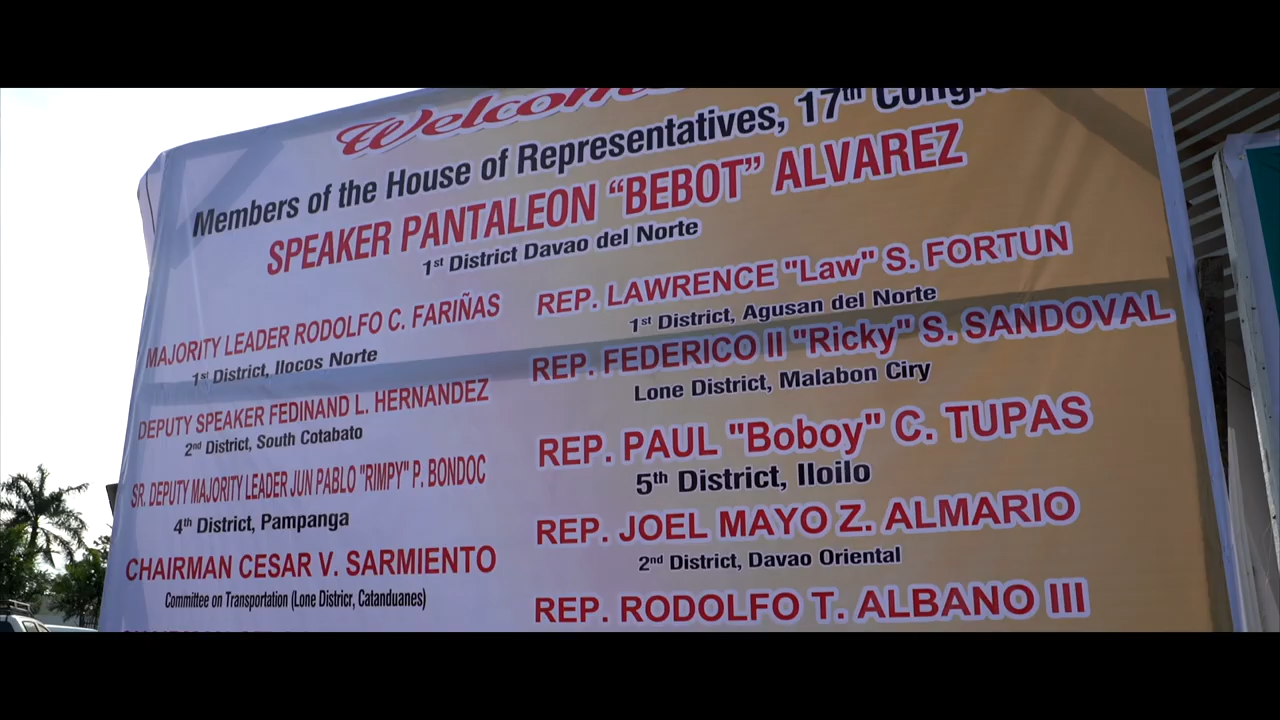 Welcome
Members of the House of Representatives, 17th Congre
SPEAKER PANTALEON “BEBOT” ALVAREZ
1st District Davao del Norte
MAJORITY LEADER RODOLFO C. FARIÑAS
1st District, Ilocos Norte
DEPUTY SPEAKER FEDINAND L. HERNANDEZ
2nd District, South Cotabato
SR. DEPUTY MAJORITY LEADER JUN PABLO "RIMPY" P. BONDOC
4th District, Pampanga
CHAIRMAN CESAR V. SARMIENTO
Committee on Transportation (Lone Districr, Catanduanes)
REP. LAWRENCE "Law" S. FORTUN
1st District, Agusan del Norte
REP. FEDERICO II "Ricky" S. SANDOVAL
Lone District, Malabon Ciry
REP. PAUL "Boboy" C. TUPAS
5th District, Iloilo
REP. JOEL MAYO Z. ALMARIO
2nd District, Davao Oriental
REP. RODOLFO T. ALBANO III